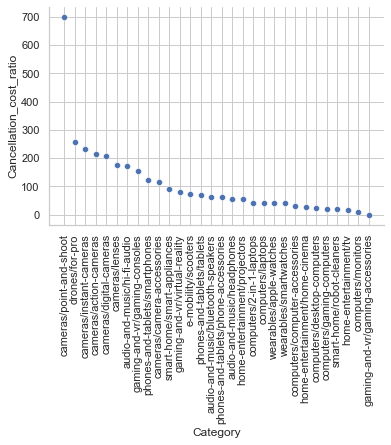 Cancellation_cost_ratio
700
600
500
400
300
200
100
0
cameras/point-and-shoot
drones/for-pro
cameras/instant-cameras
cameras/action-cameras
cameras/digital-cameras
cameras/lenses
audio-and-music/hi-fi-audio
gaming-and-vr/gaming-consoles
phones-and-tablets/smartphones
cameras/camera-accessories
smart-home/smart-appliances
gaming-and-vr/virtual-reality
e-mobility/scooters
phones-and-tablets/tablets
audio-and-music/bluetooth-speakers
phones-and-tablets/phone-accessories
audio-and-music/headphones
home-entertainment/projectors
computers/2-in-1-laptops
computers/laptops
wearables/apple-watches
wearables/smartwatches
computers/computer-accessories
home-entertainment/home-cinema
computers/desktop-computers
computers/gaming-computers
smart-home/robot-cleaners
home-entertainment/tv
computers/monitors
gaming-and-vr/gaming-accessories
Category